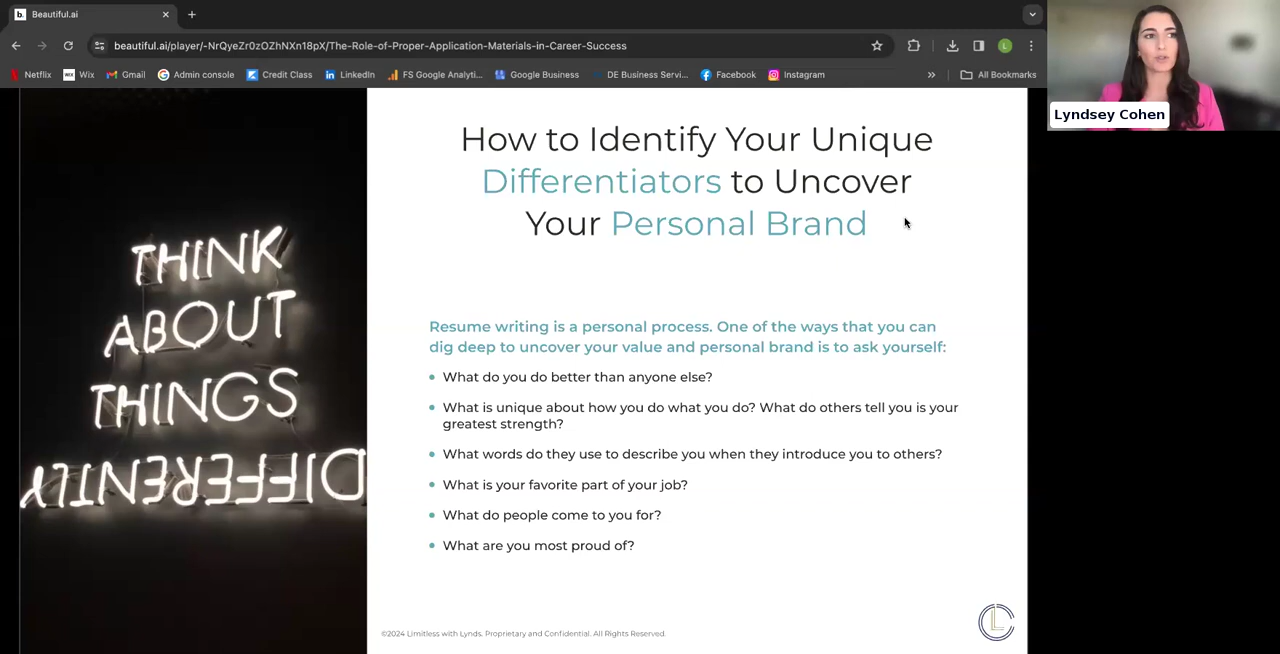 Beautiful.ai
beautiful.ai/player/-NrQyeZr0zOZhNXn18pX/The-Role-of-Proper-Application-Materials-in-Career-Success
L
Netflix
WIX Wix
Gmail
Admin console
Credit Class
LinkedIn
FS Google Analyti...
Google Business
DE Business Servi...
Facebook
Instagram
All Bookmarks
Lyndsey Cohen
THINK
ABOUT
THINGS
DIFFERENTLY
How to Identify Your Unique
Differentiators to Uncover
Your Personal Brand
Resume writing is a personal process. One of the ways that you can
dig deep to uncover your value and personal brand is to ask yourself:
What do you do better than anyone else?
What is unique about how you do what you do? What do others tell you is your
greatest strength?
What words do they use to describe you when they introduce you to others?
What is your favorite part of your job?
What do people come to you for?
What are you most proud of?
©2024 Limitless with Lynds. Proprietary and Confidential. All Rights Reserved.